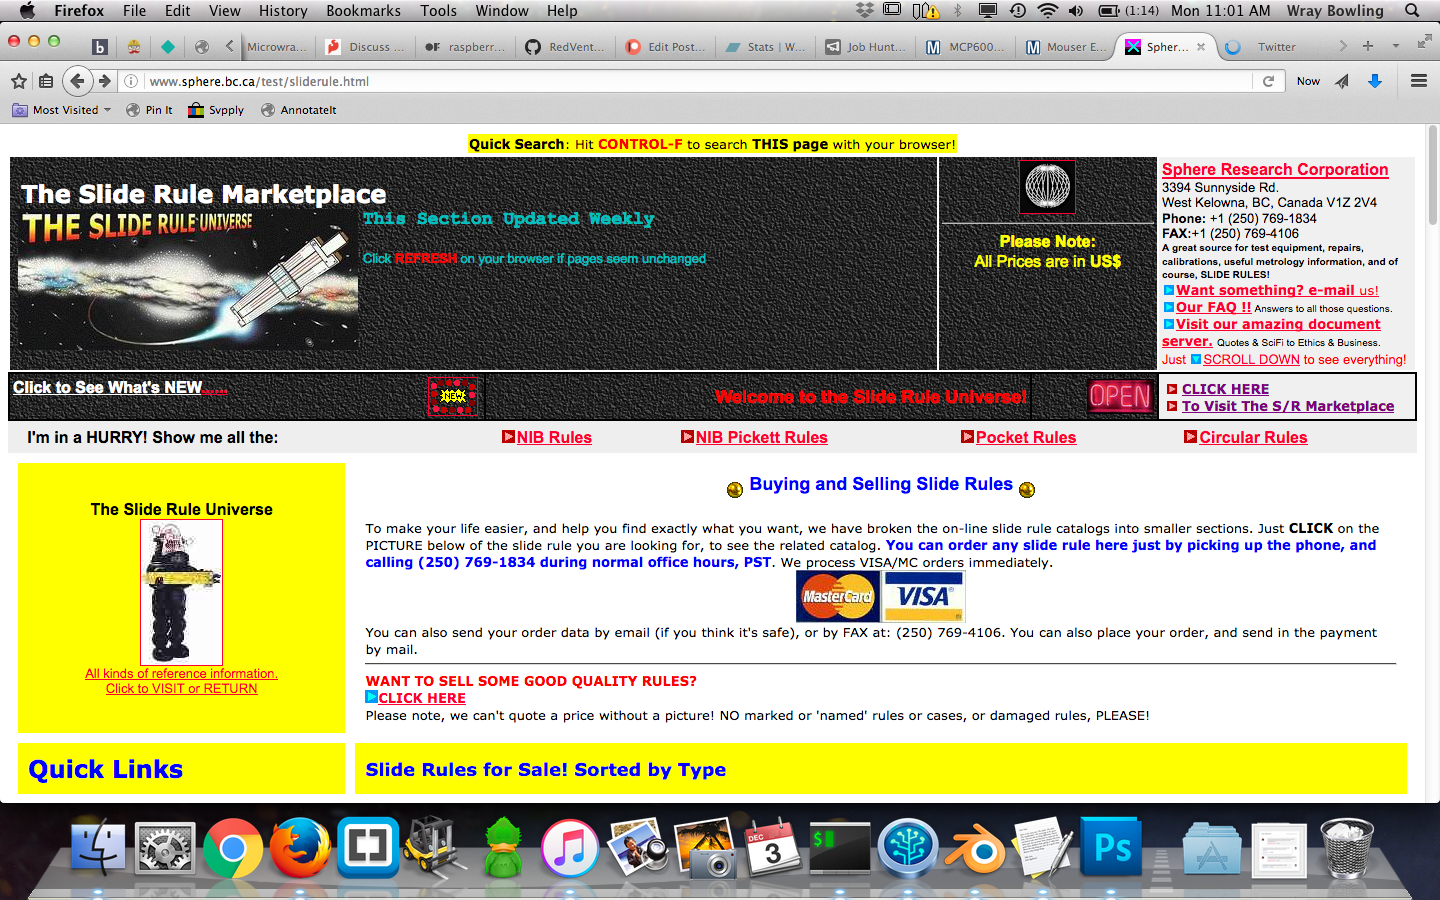 Firefox File Edit View History Bookmarks Tools Window Help (1:14) Mon 11:01 AM Wray Bowling
b Microwra... Discuss ... OF raspberr... RedVent... Edit Post... Stats | W... Job Hunt... M MCP600... M Mouser E... Spher... Twitter
www.sphere.bc.ca/test/sliderule.html Now
Most Visited Pin It Svpply AnnotateIt
Quick Search: Hit CONTROL-F to search THIS page with your browser!
The Slide Rule Marketplace
THE SLIDE RULE UNIVERSE
This Section Updated Weekly
Click REFRESH on your browser if pages seem unchanged
Please Note:
All Prices are in US$
Sphere Research Corporation
3394 Sunnyside Rd.
West Kelowna, BC, Canada V1Z 2V4
Phone: +1 (250) 769-1834
FAX:+1 (250) 769-4106
A great source for test equipment, repairs,
calibrations, useful metrology information, and of
course, SLIDE RULES!
Want something? e-mail us!
Our FAQ !! Answers to all those questions.
Visit our amazing document
server. Quotes & SciFi to Ethics & Business.
Just SCROLL DOWN to see everything!
Click to See What's NEW...... NEW Welcome to the Slide Rule Universe! OPEN
CLICK HERE
To Visit The S/R Marketplace
I'm in a HURRY! Show me all the: NIB Rules NIB Pickett Rules Pocket Rules Circular Rules
The Slide Rule Universe
All kinds of reference information.
Click to VISIT or RETURN
Buying and Selling Slide Rules
To make your life easier, and help you find exactly what you want, we have broken the on-line slide rule catalogs into smaller sections. Just CLICK on the
PICTURE below of the slide rule you are looking for, to see the related catalog. You can order any slide rule here just by picking up the phone, and
calling (250) 769-1834 during normal office hours, PST. We process VISA/MC orders immediately.
MasterCard VISA
You can also send your order data by email (if you think it's safe), or by FAX at: (250) 769-4106. You can also place your order, and send in the payment
by mail.
WANT TO SELL SOME GOOD QUALITY RULES?
CLICK HERE
Please note, we can't quote a price without a picture! NO marked or 'named' rules or cases, or damaged rules, PLEASE!
Quick Links
Slide Rules for Sale! Sorted by Type
DEC
3
$
Ps